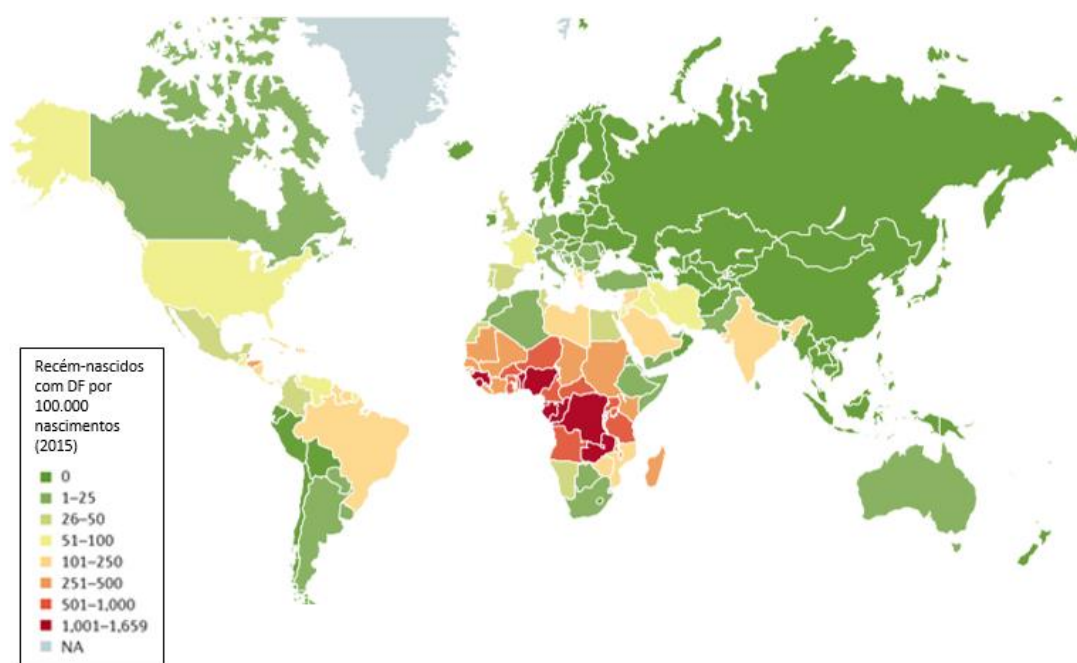 Recém-nascidos
com DF por
100.000
nascimentos
(2015)
0
1–25
26–50
51–100
101–250
251–500
501–1,000
1,001–1,659
NA